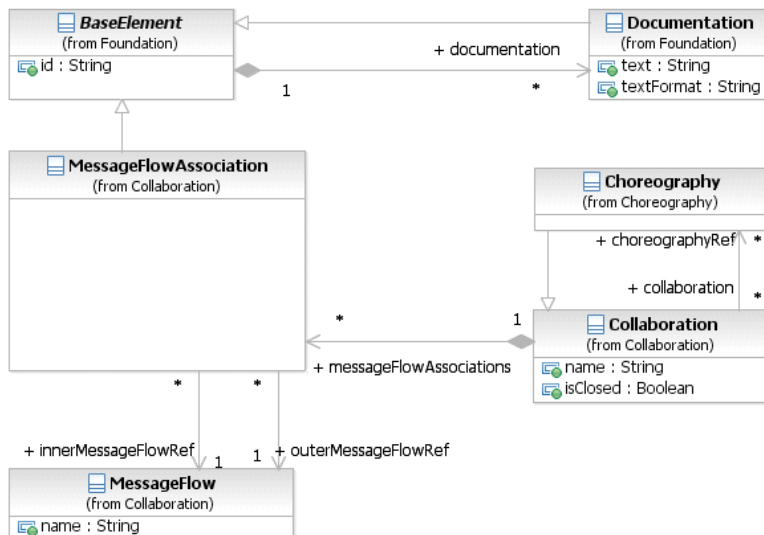 BaseElement
(from Foundation)
id : String
Documentation
(from Foundation)
text : String
textFormat : String
+ documentation
1
*
MessageFlowAssociation
(from Collaboration)
Choreography
(from Choreography)
+ choreographyRef
*
+ collaboration
*
*
1
+ messageFlowAssociations
Collaboration
(from Collaboration)
name : String
isClosed : Boolean
*
*
+ innerMessageFlowRef
1
1
+ outerMessageFlowRef
MessageFlow
(from Collaboration)
name : String